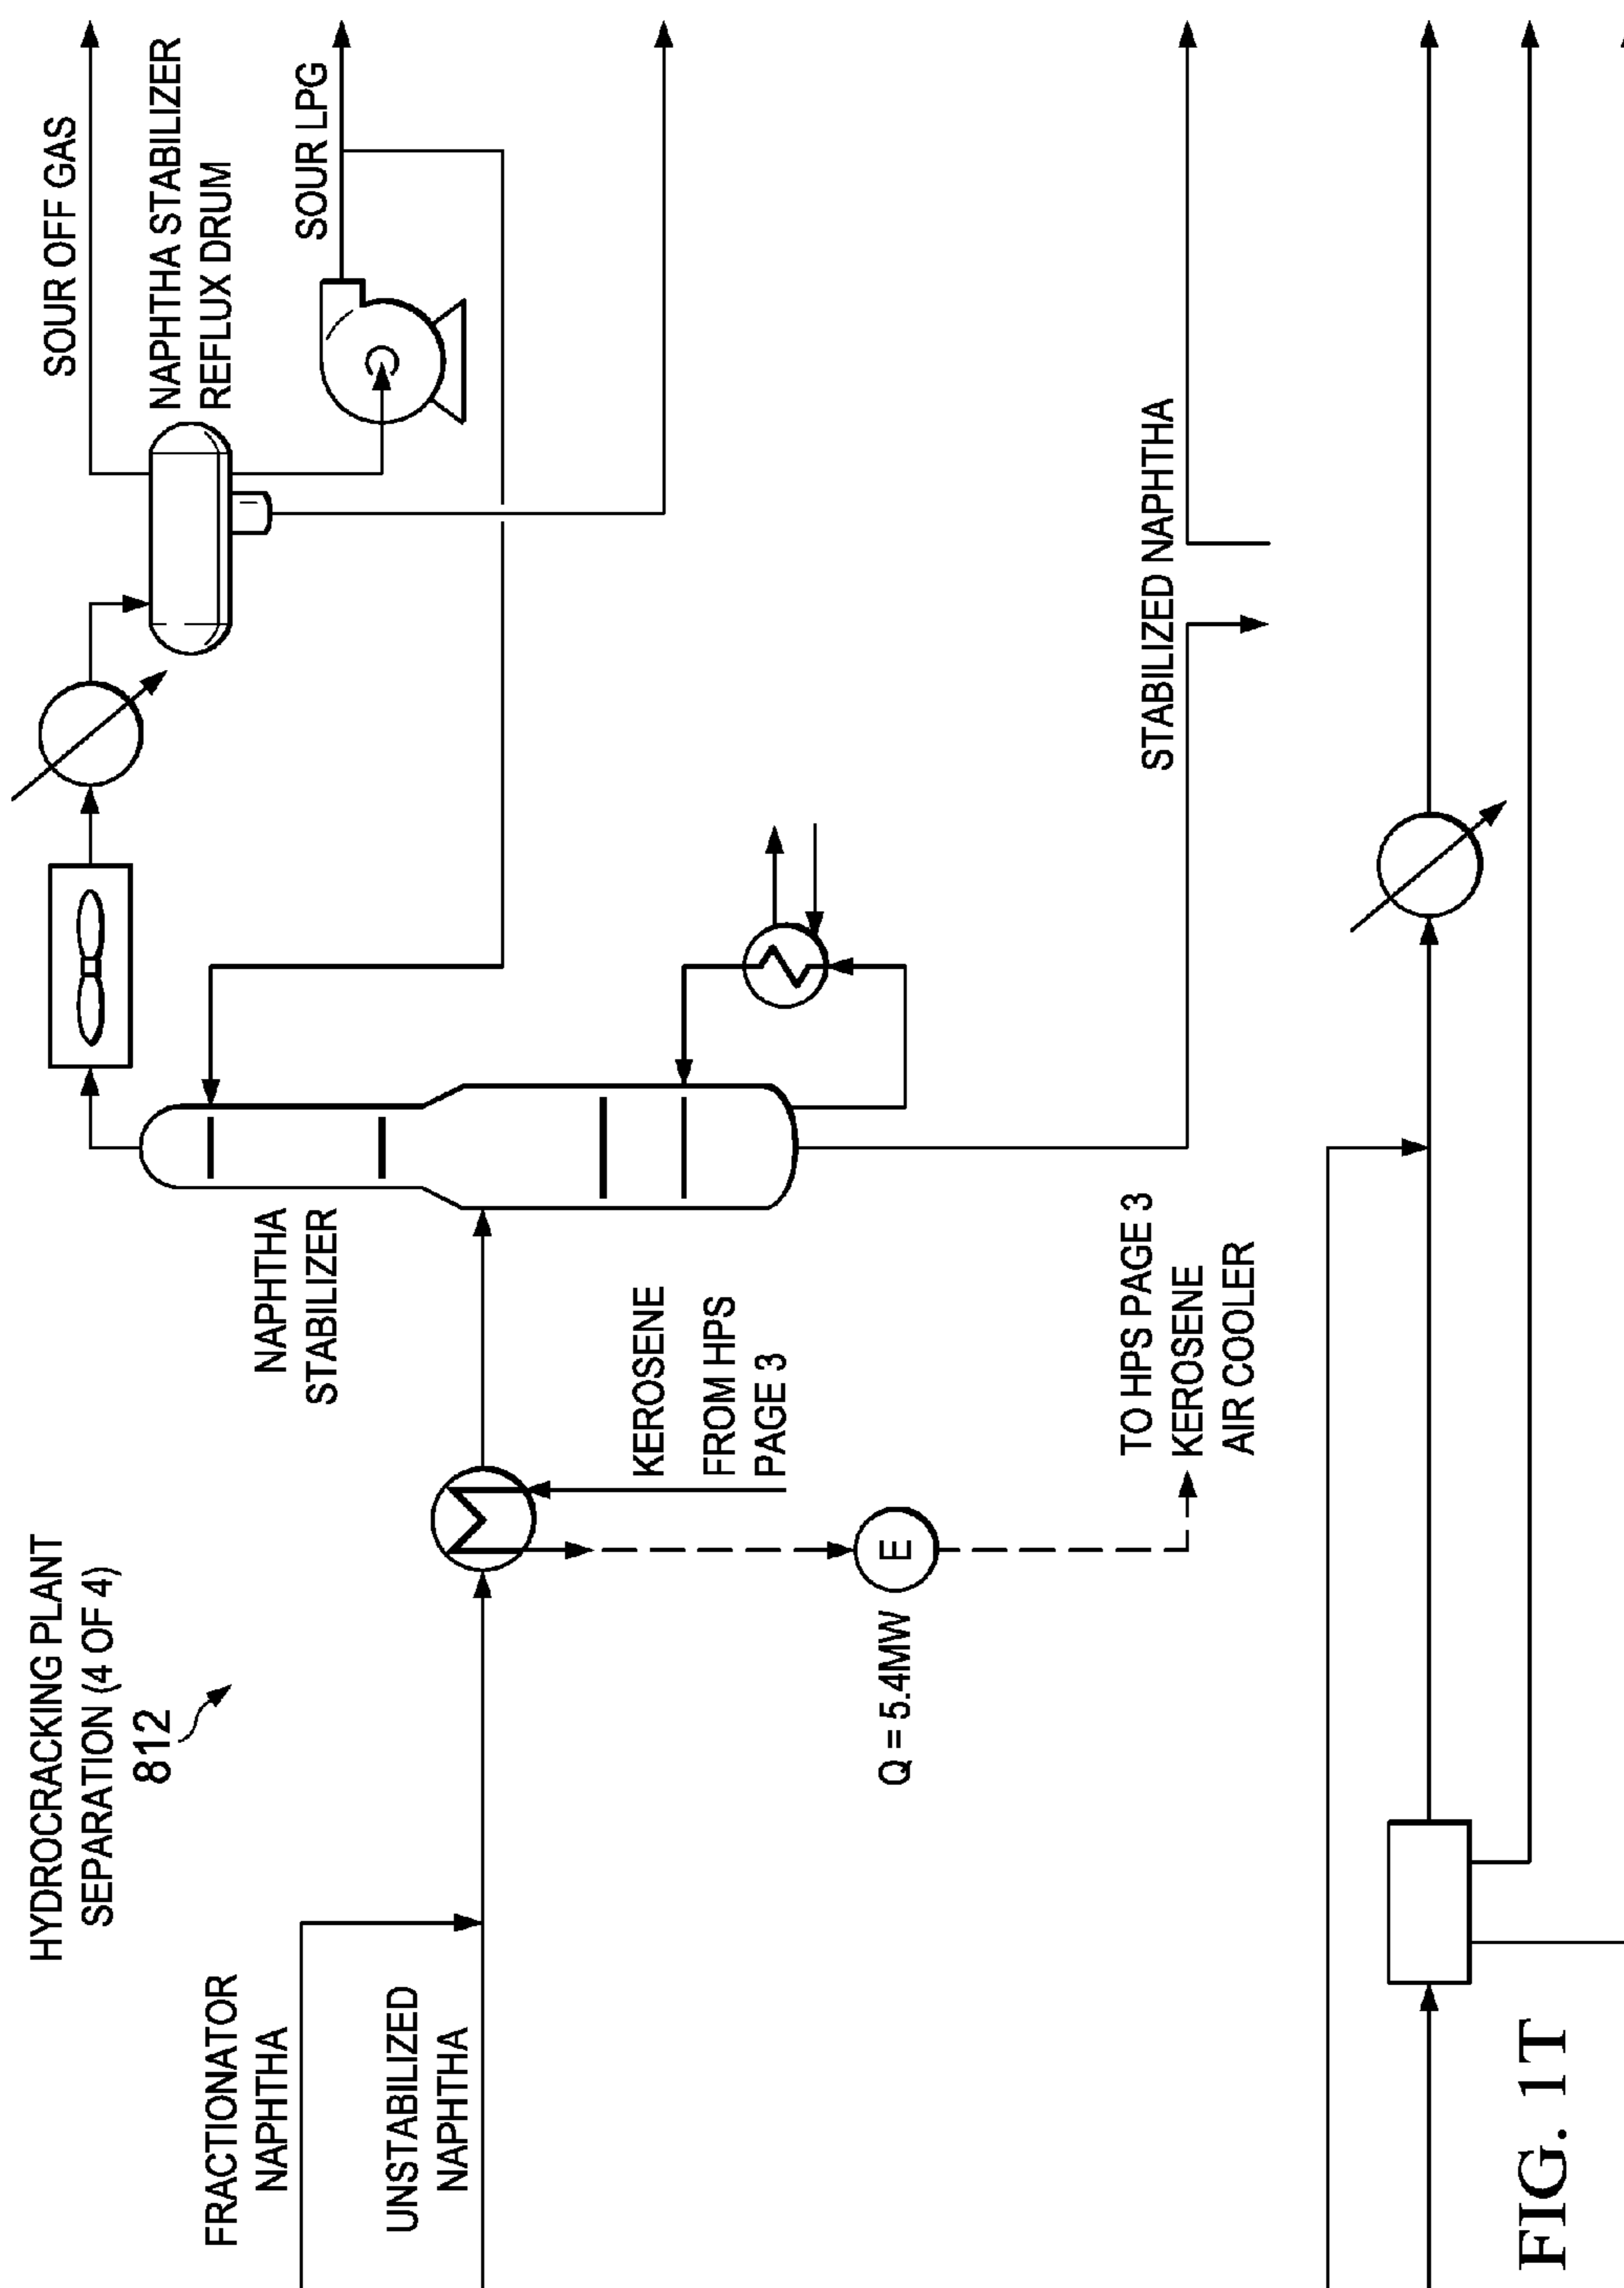 HYDROCRACKING PLANT
SEPARATION (4 OF 4)
812
FRACTIONATOR
NAPHTHA
UNSTABILIZED
NAPHTHA
NAPHTHA
STABILIZER
KEROSENE
FROM HPS
PAGE 3
Q = 5.4MW
E
TO HPS PAGE 3
KEROSENE
AIR COOLER
SOUR OFF GAS
NAPHTHA STABILIZER
REFLUX DRUM
SOUR LPG
STABILIZED NAPHTHA
FIG. 1T